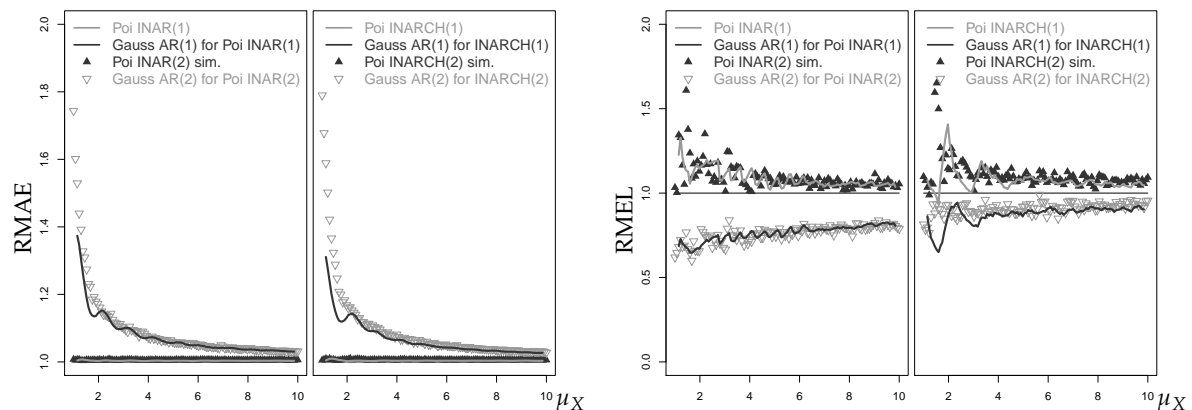 Poi INAR(1)
Gauss AR(1) for Poi INAR(1)
Poi INAR(2) sim.
Gauss AR(2) for Poi INAR(2)
Poi INARCH(1)
Gauss AR(1) for INARCH(1)
Poi INARCH(2) sim.
Gauss AR(2) for INARCH(2)
RMAE
2.0
1.8
1.6
1.4
1.2
1.0
2 4 6 8 10
2 4 6 8 10
μX
Poi INAR(1)
Gauss AR(1) for Poi INAR(1)
Poi INAR(2) sim.
Gauss AR(2) for Poi INAR(2)
Poi INARCH(1)
Gauss AR(1) for INARCH(1)
Poi INARCH(2) sim.
Gauss AR(2) for INARCH(2)
RMEL
2.0
1.5
1.0
0.5
0.0
2 4 6 8 10
2 4 6 8 10
μX